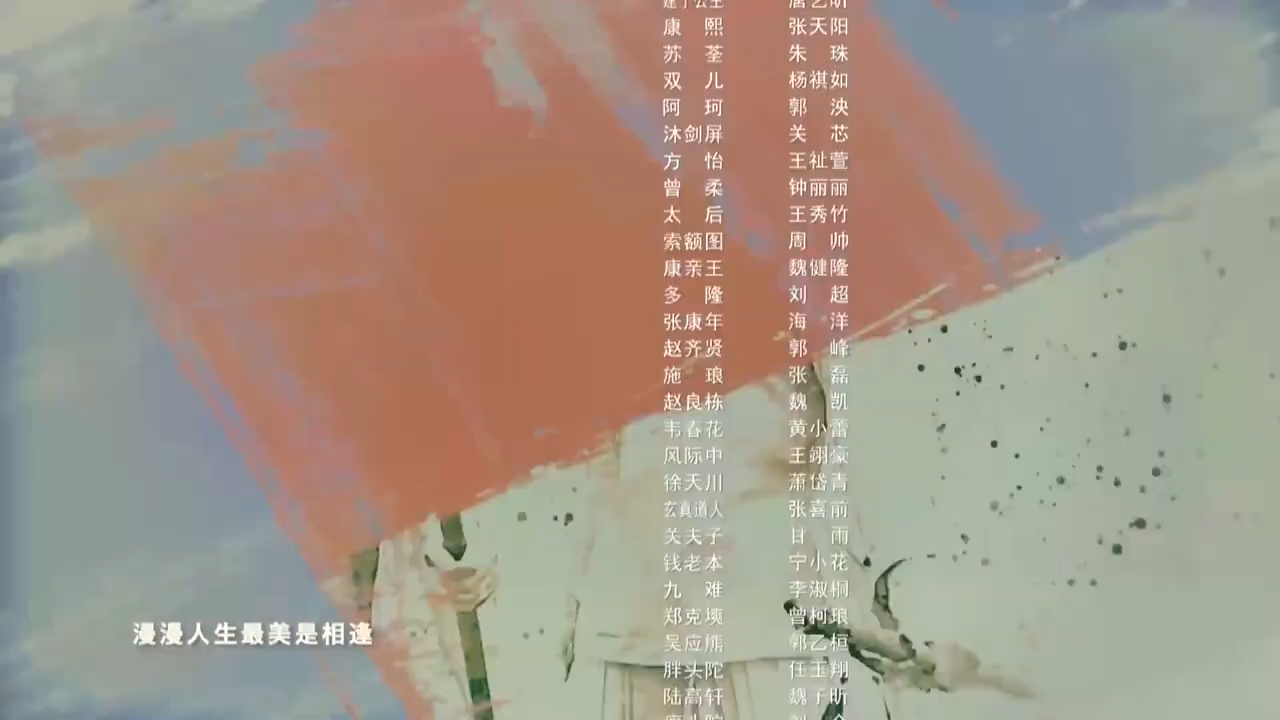 康熙 张天阳
苏荃 朱珠
双儿 杨祺如
阿珂 郭泱
沐剑屏 关芯
方怡 王祉萱
曾柔 钟丽丽
太后 王秀竹
索额图 周帅
康亲王 魏健隆
多隆 刘超
张康年 海洋
赵齐贤 郭峰
施琅 张磊
赵良栋 魏凯
韦春花 黄小蕾
风际中 王翊豪
徐天川 萧岱青
玄真道人 张喜前
关夫子 甘雨
钱老本 宁小花
九难 李淑桐
郑克塽 曾柯琅
吴应熊 郭乙桓
胖头陀 任玉翔
陆高轩 魏子昕
漫漫人生最美是相逢